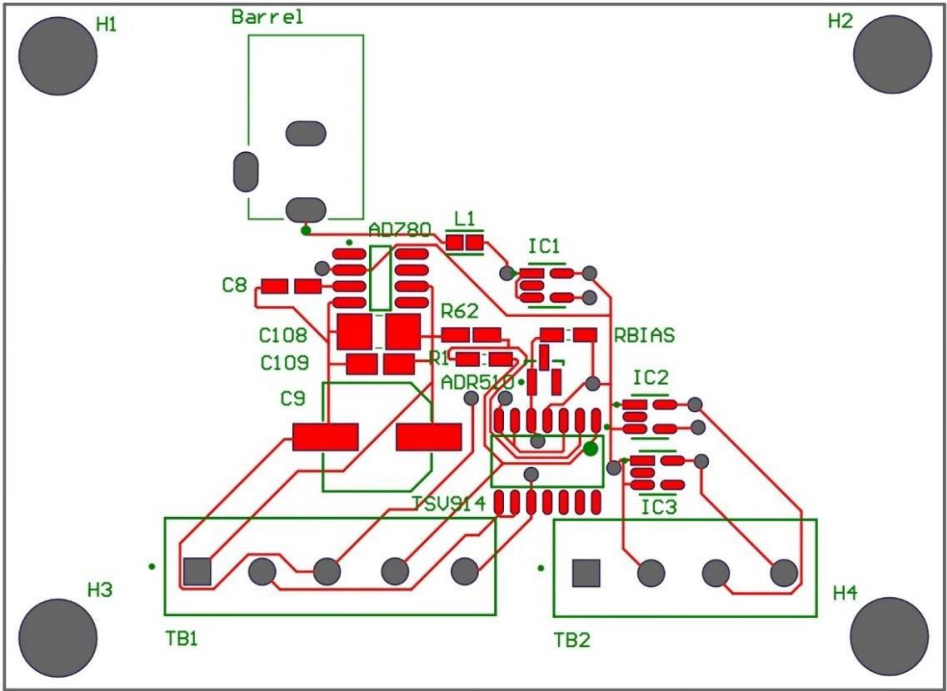 Barrel
H1
H2
AD780
L1
IC1
C8
R62
C108
RBIAS
C109
R1
ADR510
IC2
C9
TSV914
IC3
H3
H4
TB1
TB2